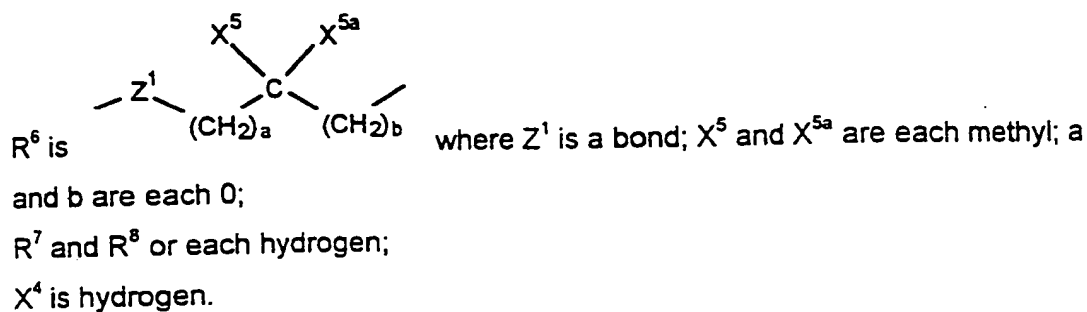 X⁵ X⁵ᵃ
Z¹ C
(CH2)a (CH2)b
R⁶ is where Z¹ is a bond; X⁵ and X⁵ᵃ are each methyl; a
and b are each 0;
R⁷ and R⁸ or each hydrogen;
X⁴ is hydrogen.